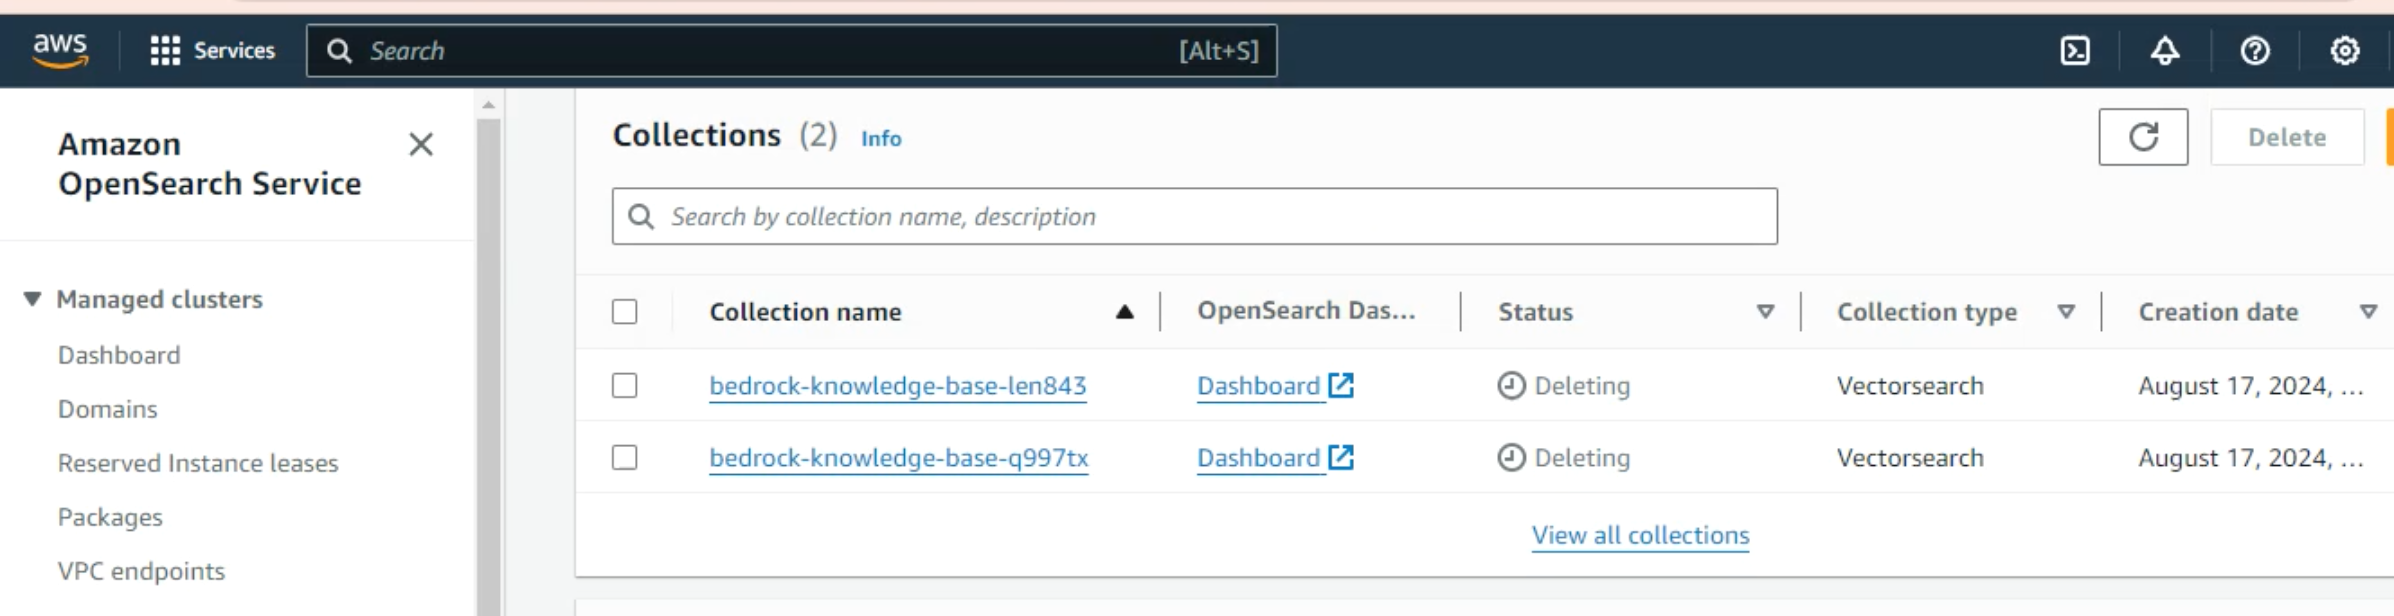 aws
Services
Search
[Alt+S]
Amazon
OpenSearch Service
Managed clusters
Dashboard
Domains
Reserved Instance leases
Packages
VPC endpoints
Collections (2) Info
Delete
Search by collection name, description
Collection name OpenSearch Das... Status Collection type Creation date
bedrock-knowledge-base-len843 Dashboard Deleting Vectorsearch August 17, 2024, ...
bedrock-knowledge-base-q997tx Dashboard Deleting Vectorsearch August 17, 2024, ...
View all collections